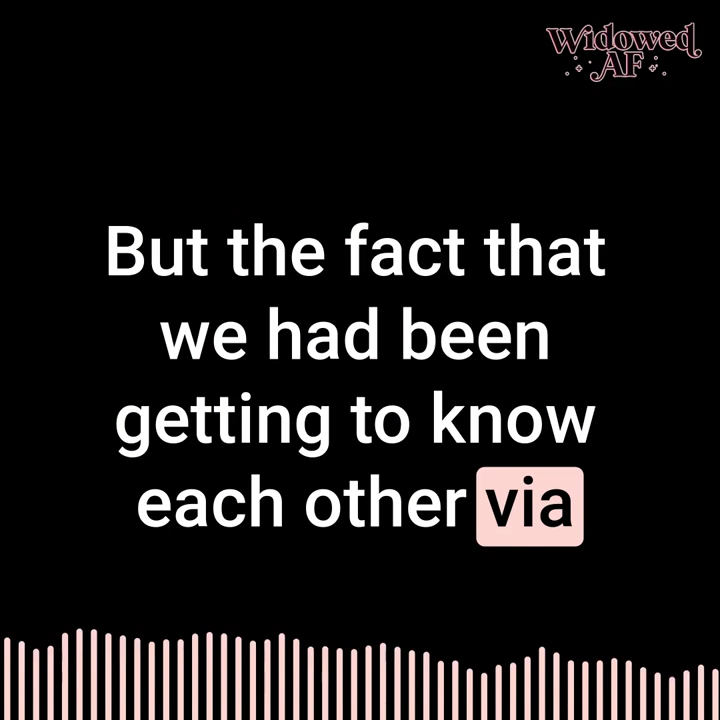 Widowed
AF
But the fact that
we had been
getting to know
each other via